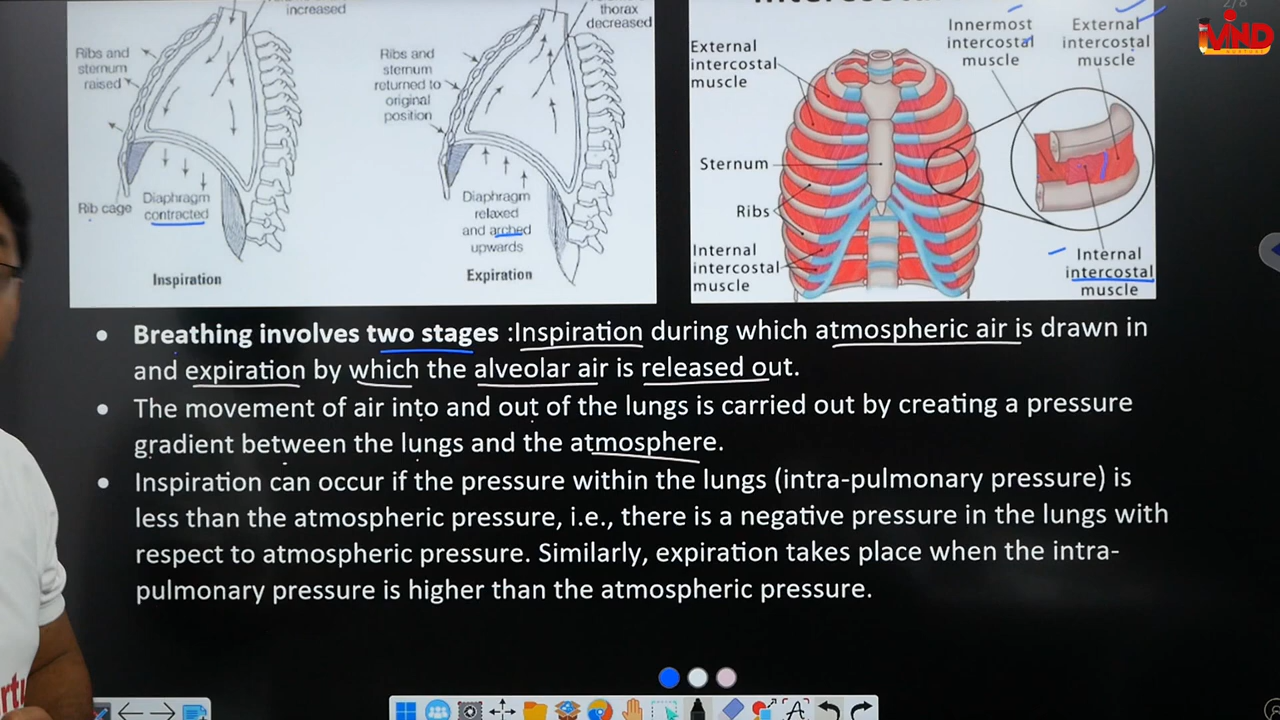 increased
Ribs and
sternum
raised
Rib cage
Diaphragm
contracted
Inspiration
thorax
decreased
Ribs and
sternum
returned to
original
position
Diaphragm
relaxed
and arched
upwards
Expiration
External
intercostal
muscle
Sternum
Ribs
Internal
intercostal
muscle
Innermost
intercostal
muscle
External
intercostal
muscle
Internal
intercostal
muscle
2/8
MIND
• Breathing involves two stages :Inspiration during which atmospheric air is drawn in
and expiration by which the alveolar air is released out.
• The movement of air into and out of the lungs is carried out by creating a pressure
gradient between the lungs and the atmosphere.
• Inspiration can occur if the pressure within the lungs (intra-pulmonary pressure) is
less than the atmospheric pressure, i.e., there is a negative pressure in the lungs with
respect to atmospheric pressure. Similarly, expiration takes place when the intra-
pulmonary pressure is higher than the atmospheric pressure.